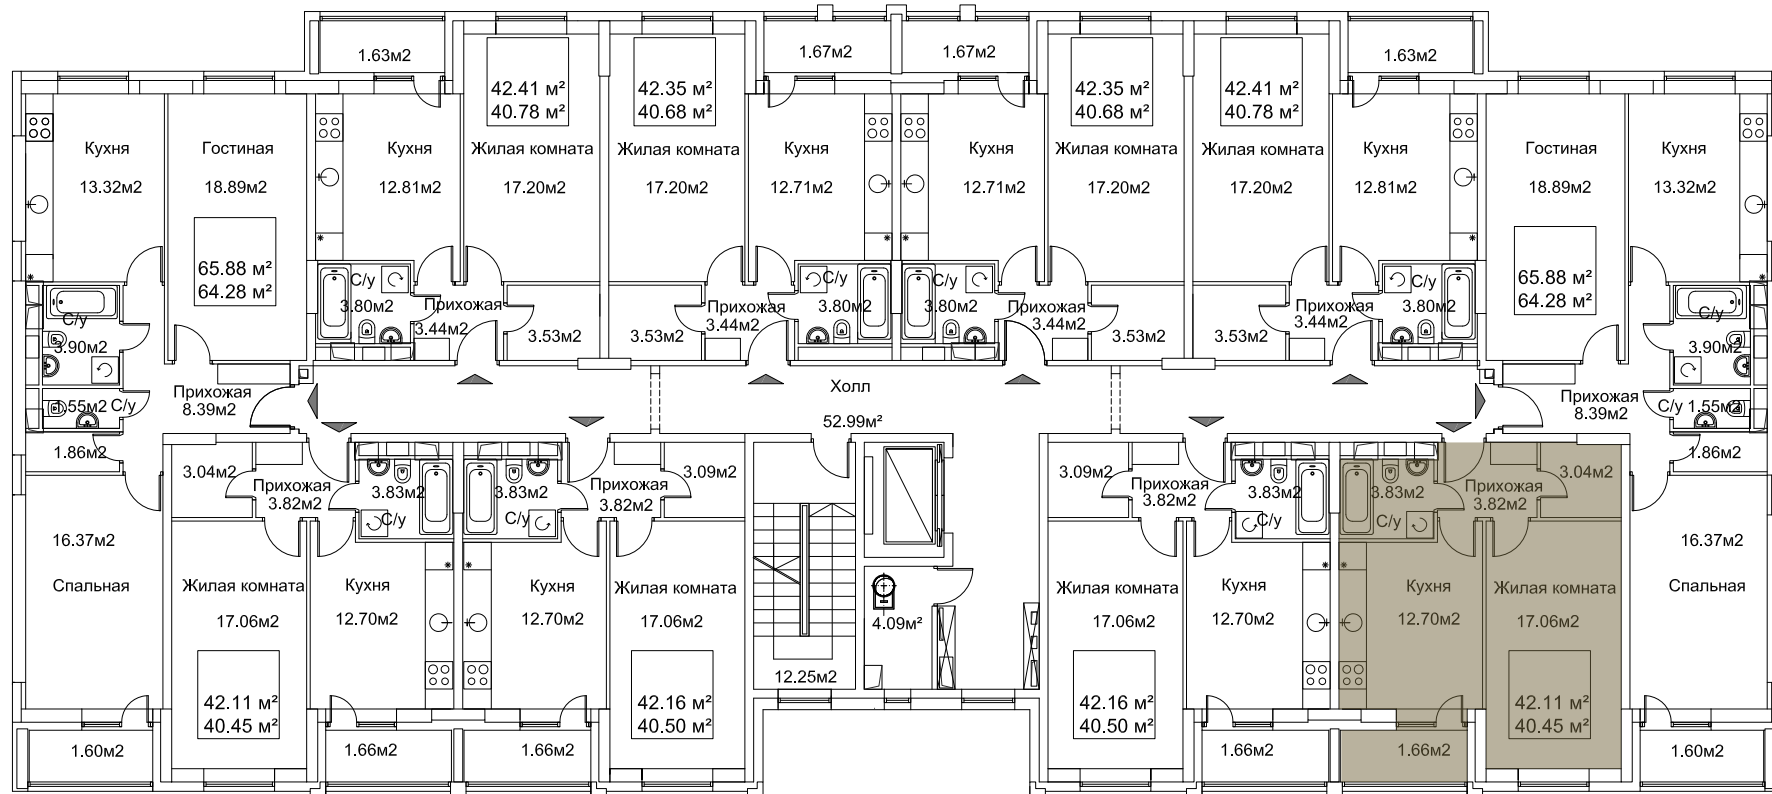 1.63м2
1.67м2
1.67м2
1.63м2
42.41 м²
40.78 м²
42.35 м²
40.68 м²
42.35 м²
40.68 м²
42.41 м²
40.78 м²
Кухня
13.32м2
Гостиная
18.89м2
Кухня
12.81м2
Жилая комната
17.20м2
Жилая комната
17.20м2
Кухня
12.71м2
Кухня
12.71м2
Жилая комната
17.20м2
Жилая комната
17.20м2
Кухня
12.81м2
Гостиная
18.89м2
Кухня
13.32м2
65.88 м²
64.28 м²
65.88 м²
64.28 м²
С/у
3.80м2
Прихожая
3.44м2
3.53м2
3.53м2
Прихожая
3.44м2
С/у
3.80м2
С/у
3.80м2
Прихожая
3.44м2
3.53м2
3.53м2
Прихожая
3.44м2
С/у
3.80м2
С/у
3.90м2
С/у
3.90м2
Прихожая
8.39м2
1.55м2 С/у
1.86м2
Холл
52.99м²
Прихожая
8.39м2
С/у 1.55м2
1.86м2
3.04м2
Прихожая
3.82м2
3.83м2
С/у
3.83м2
С/у
Прихожая
3.82м2
3.09м2
3.09м2
Прихожая
3.82м2
3.83м2
С/у
3.83м2
С/у
Прихожая
3.82м2
3.04м2
16.37м2
Спальная
Жилая комната
17.06м2
Кухня
12.70м2
Кухня
12.70м2
Жилая комната
17.06м2
4.09м²
12.25м2
Жилая комната
17.06м2
Кухня
12.70м2
Кухня
12.70м2
Жилая комната
17.06м2
16.37м2
Спальная
42.11 м²
40.45 м²
42.16 м²
40.50 м²
42.16 м²
40.50 м²
42.11 м²
40.45 м²
1.60м2
1.66м2
1.66м2
1.66м2
1.66м2
1.60м2